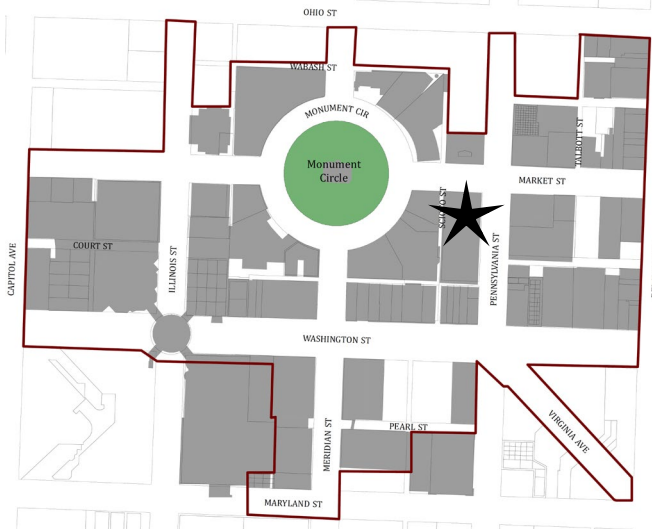 OHIO ST
WABASH ST
MONUMENT CIR
TALBOTT ST
Monument
Circle
MARKET ST
SCIOTO ST
COURT ST
CAPITOL AVE
ILLINOIS ST
PENNSYLVANIA ST
WASHINGTON ST
MERIDIAN ST
PEARL ST
VIRGINIA AVE
MARYLAND ST